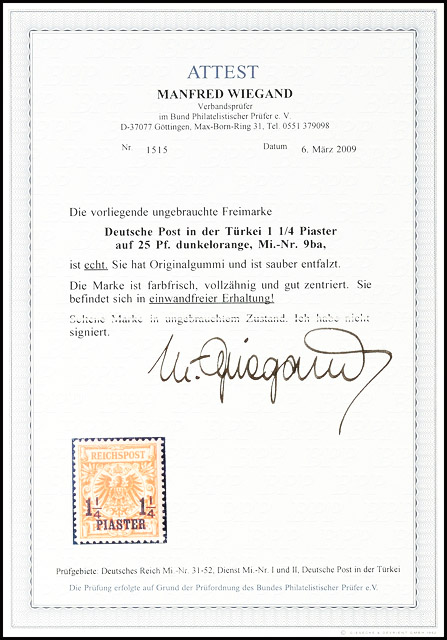 ATTEST
MANFRED WIEGAND
Verbandsprüfer
im Bund Philatelistischer Prüfer e. V.
D-37077 Göttingen, Max-Born-Ring 31, Tel. 0551 379098
Nr. 1515 Datum 6. März 2009
Die vorliegende ungebrauchte Freimarke
Deutsche Post in der Türkei 1 1/4 Piaster
auf 25 Pf. dunkelorange, Mi.-Nr. 9ba,
ist echt. Sie hat Originalgummi und ist sauber entfalzt.
Die Marke ist farbfrisch, vollzähnig und gut zentriert. Sie
befindet sich in einwandfreier Erhaltung!
Seltene Marke in ungebrauchtem Zustand. Ich habe nicht
signiert.
M. Wiegand
REICHSPOST
1 1/4 1 1/4
PIASTER
Prüfgebiete: Deutsches Reich Mi.-Nr. 31-52, Dienst Mi.-Nr. I und II, Deutsche Post in der Türkei
Die Prüfung erfolgte auf Grund der Prüfordnung des Bundes Philatelistischer Prüfer e.V.